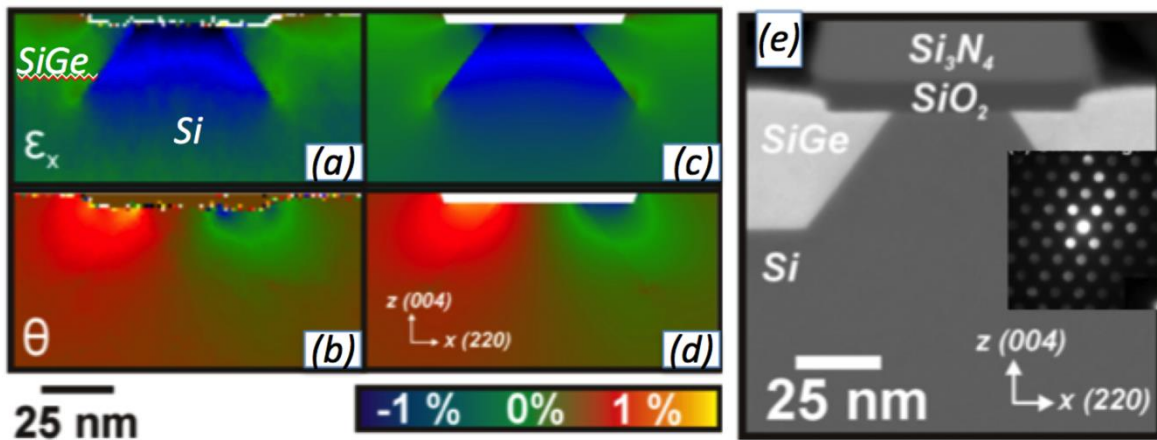 SiGe
Si
εx
(a)
(c)
θ
z (004)
x (220)
(b)
(d)
25 nm
-1 % 0% 1 %
(e)
Si3N4
SiO2
SiGe
Si
25 nm
z (004)
x (220)